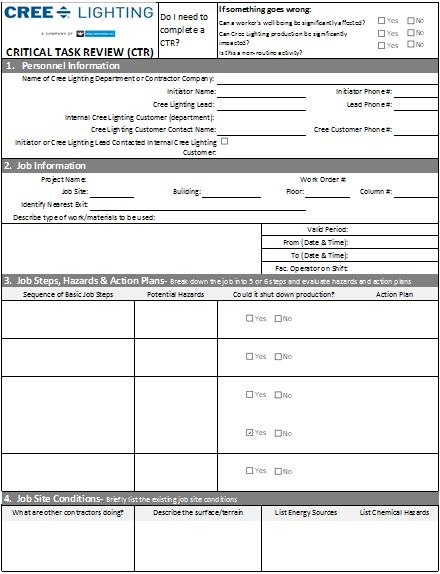 CREE LIGHTING
A COMPANY OF
CRITICAL TASK REVIEW (CTR)
Do I need to complete a CTR?
If something goes wrong:
Can a worker's well being be significantly affected? Yes No
Can Cree Lighting production be significantly impacted? Yes No
Is this a non-routine activity? Yes No
1. Personnel Information
Name of Cree Lighting Department or Contractor Company:
Initiator Name: Initiator Phone #:
Cree Lighting Lead: Lead Phone #:
Internal Cree Lighting Customer (department):
Cree Lighting Customer Contact Name: Cree Customer Phone #:
Initiator or Cree Lighting Lead Contacted Internal Cree Lighting
Customer:
2. Job Information
Project Name: Work Order #:
Job Site: Building: Floor: Column #:
Identify Nearest Exit:
Describe type of work/materials to be used:
Valid Period:
From (Date & Time):
To (Date & Time):
Fac. Operator on Shift:
3. Job Steps, Hazards & Action Plans- Break down the job into 5 or 6 steps and evaluate hazards and action plans
Sequence of Basic Job Steps Potential Hazards Could it shut down production? Action Plan
Yes No
Yes No
Yes No
Yes No
Yes No
4. Job Site Conditions- Briefly list the existing job site conditions
What are other contractors doing? Describe the surface/terrain List Energy Sources List Chemical Hazards